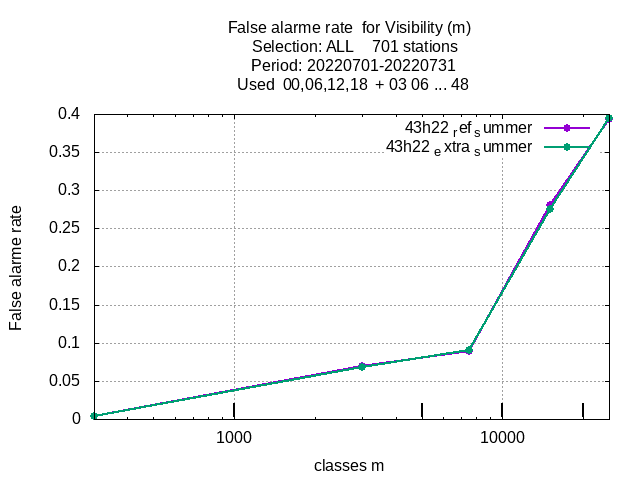 False alarme rate  for Visibility (m)
Selection: ALL    701 stations
Period: 20220701-20220731
Used  00,06,12,18  + 03 06 ... 48
43h22 ref summer
43h22 extra summer
0.4
0.35
0.3
0.25
0.2
0.15
0.1
0.05
0
False alarme rate
1000
10000
classes m